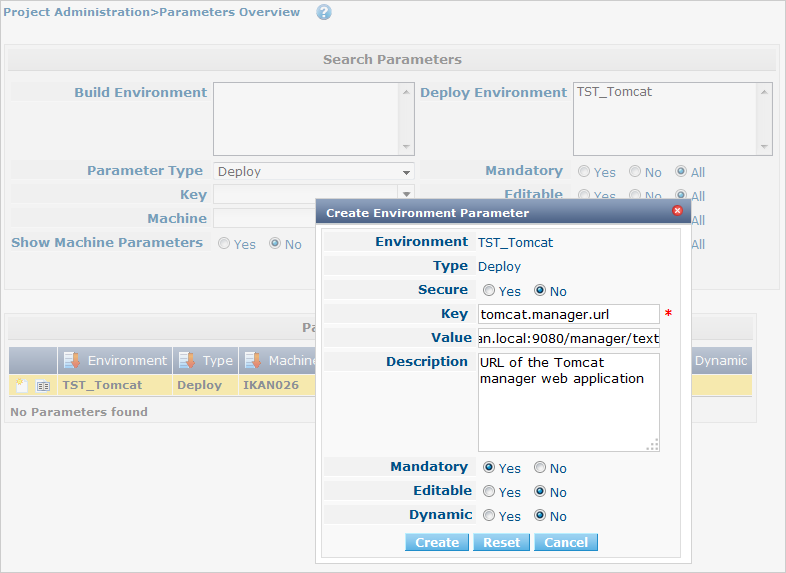 Project Administration>Parameters Overview ?
Search Parameters
Build Environment
Deploy Environment TST_Tomcat
Parameter Type Deploy Mandatory Yes No All
Key Editable Yes No All
Machine All
Show Machine Parameters Yes No All
Create Environment Parameter
Environment TST_Tomcat
Type Deploy
Secure Yes No
Key tomcat.manager.url *
Value an.local:9080/manager/text
Description URL of the Tomcat
manager web application
Mandatory Yes No
Editable Yes No
Dynamic Yes No
Create Reset Cancel
Pa
Environment Type Machine Dynamic
TST_Tomcat Deploy IKAN026
No Parameters found